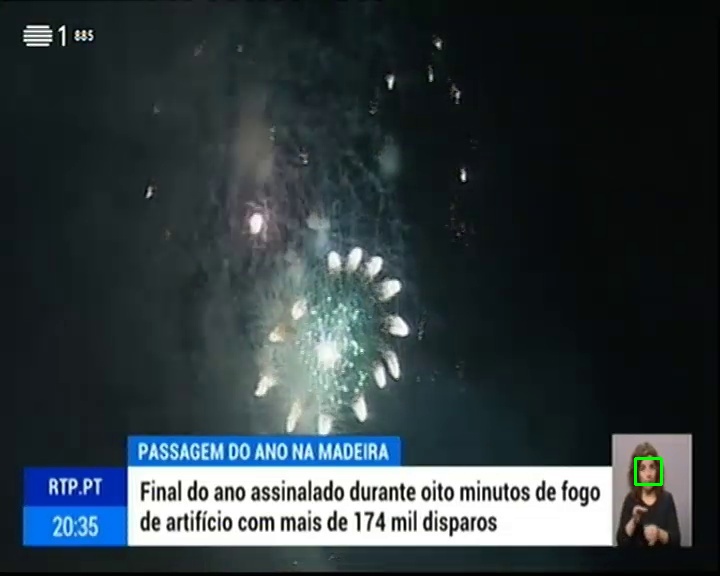 1 885
PASSAGEM DO ANO NA MADEIRA
RTP.PT
Final do ano assinalado durante oito minutos de fogo
20:35
de artifício com mais de 174 mil disparos